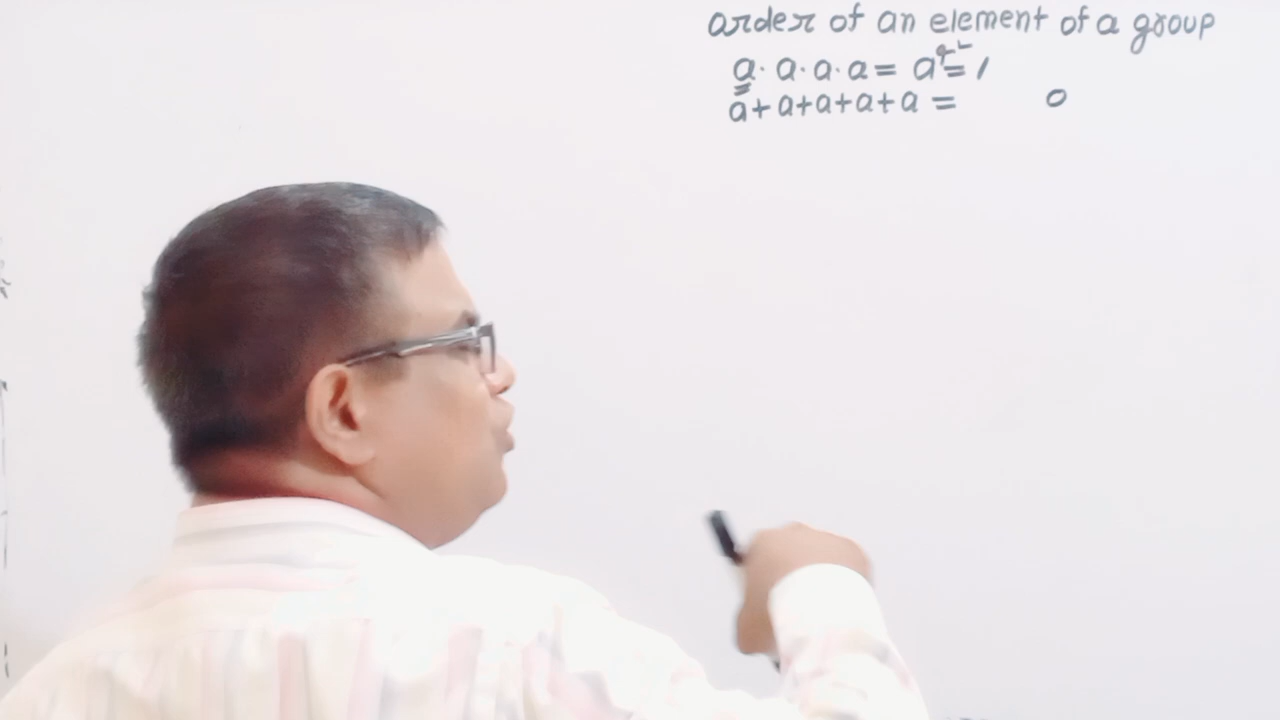 order of an element of a group
a · a · a · a = a⁴ = 1
a + a + a + a + a = 0